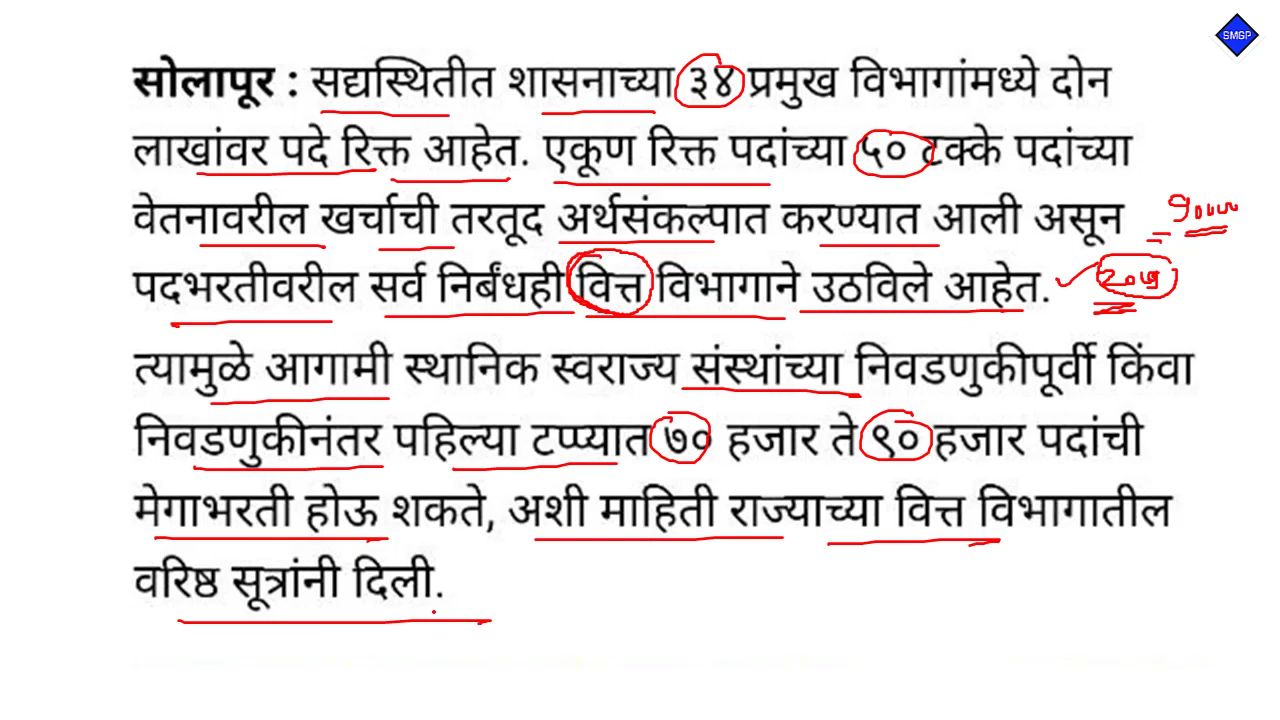 SMGP
सोलापूर : सद्यस्थितीत शासनाच्या ३४ प्रमुख विभागांमध्ये दोन
लाखांवर पदे रिक्त आहेत. एकूण रिक्त पदांच्या ५० टक्के पदांच्या
वेतनावरील खर्चाची तरतूद अर्थसंकल्पात करण्यात आली असून
पदभरतीवरील सर्व निर्बंधही वित्त विभागाने उठविले आहेत.
त्यामुळे आगामी स्थानिक स्वराज्य संस्थांच्या निवडणुकीपूर्वी किंवा
निवडणुकीनंतर पहिल्या टप्प्यात ७० हजार ते ९० हजार पदांची
मेगाभरती होऊ शकते, अशी माहिती राज्याच्या वित्त विभागातील
वरिष्ठ सूत्रांनी दिली.